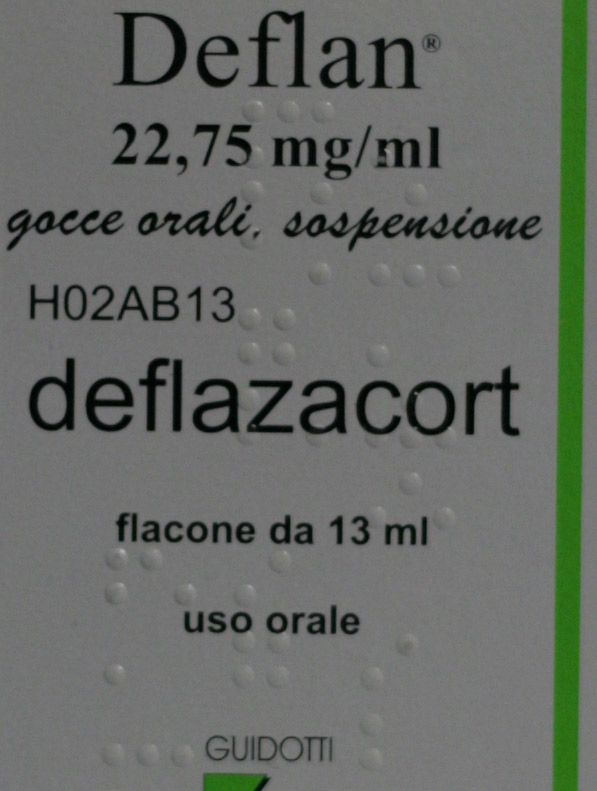 Deflan®
22,75 mg/ml
gocce orali, sospensione
H02AB13
deflazacort
flacone da 13 ml
uso orale
GUIDOTTI